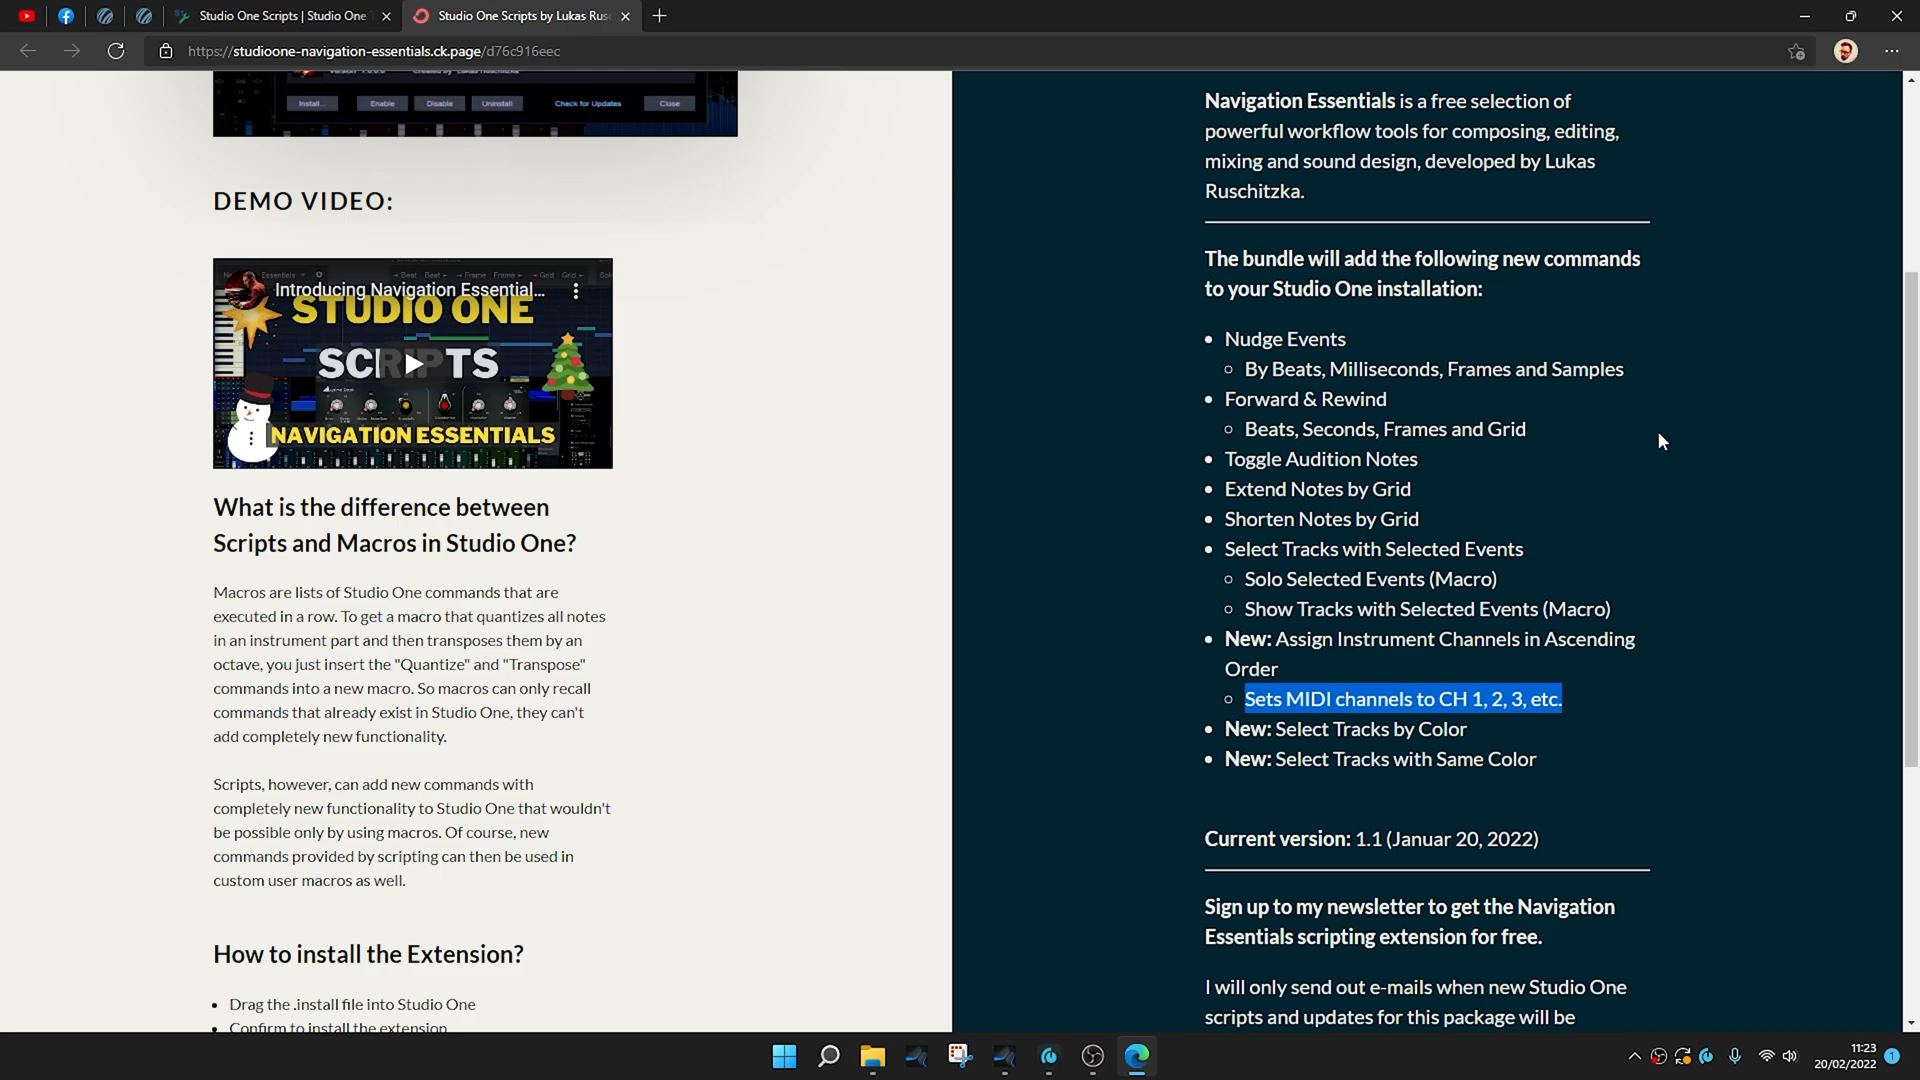 Studio One Scripts | Studio One
Studio One Scripts by Lukas Rus
https://studioone-navigation-essentials.ck.page/d76c916eec
Install...
Enable
Disable
Uninstall
Check for Updates
Close
DEMO VIDEO:
Introducing Navigation Essential...
STUDIO ONE
SCRIPTS
NAVIGATION ESSENTIALS
What is the difference between
Scripts and Macros in Studio One?
Macros are lists of Studio One commands that are
executed in a row. To get a macro that quantizes all notes
in an instrument part and then transposes them by an
octave, you just insert the "Quantize" and "Transpose"
commands into a new macro. So macros can only recall
commands that already exist in Studio One, they can't
add completely new functionality.
Scripts, however, can add new commands with
completely new functionality to Studio One that wouldn't
be possible only by using macros. Of course, new
commands provided by scripting can then be used in
custom user macros as well.
How to install the Extension?
Drag the .install file into Studio One
Confirm to install the extension
Navigation Essentials is a free selection of
powerful workflow tools for composing, editing,
mixing and sound design, developed by Lukas
Ruschitzka.
The bundle will add the following new commands
to your Studio One installation:
Nudge Events
By Beats, Milliseconds, Frames and Samples
Forward & Rewind
Beats, Seconds, Frames and Grid
Toggle Audition Notes
Extend Notes by Grid
Shorten Notes by Grid
Select Tracks with Selected Events
Solo Selected Events (Macro)
Show Tracks with Selected Events (Macro)
New: Assign Instrument Channels in Ascending
Order
Sets MIDI channels to CH 1, 2, 3, etc.
New: Select Tracks by Color
New: Select Tracks with Same Color
Current version: 1.1 (Januar 20, 2022)
Sign up to my newsletter to get the Navigation
Essentials scripting extension for free.
I will only send out e-mails when new Studio One
scripts and updates for this package will be
11:23
20/02/2022
1